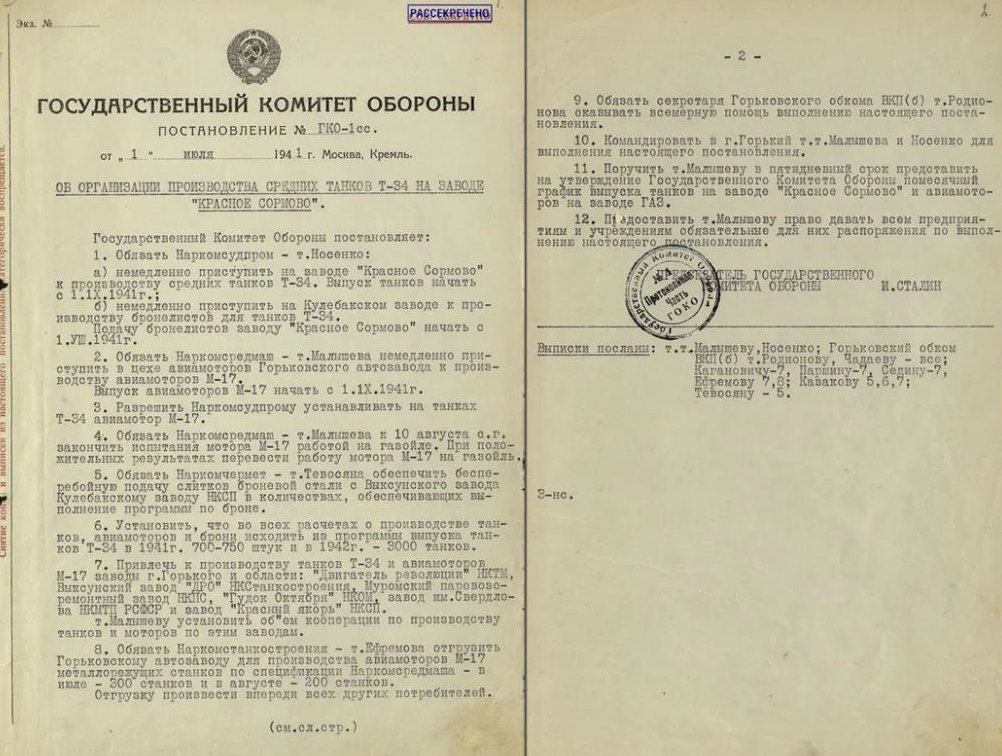 Экз. №
РАССЕКРЕЧЕНО
ГОСУДАРСТВЕННЫЙ КОМИТЕТ ОБОРОНЫ
ПОСТАНОВЛЕНИЕ № ГКО-1сс.
от „ 1 " июля 1941 г. Москва, Кремль.
ОБ ОРГАНИЗАЦИИ ПРОИЗВОДСТВА СРЕДНИХ ТАНКОВ Т-34 НА ЗАВОДЕ
"КРАСНОЕ СОРМОВО".
Государственный Комитет Обороны постановляет:
1. Обязать Наркомсудпром - т.Носенко:
а) немедленно приступить на заводе "Красное Сормово"
к производству средних танков Т-34. Выпуск танков начать
с 1.IX.1941г.;
б) немедленно приступить на Кулебакском заводе к про-
изводству бронелистов для танков Т-34.
Подачу бронелистов заводу "Красное Сормово" начать с
1.УШ.1941г.
2. Обязать Наркомсредмаш - т.Малышева немедленно при-
ступить в цехе авиамоторов Горьковского автозавода к произ-
водству авиамоторов М-17.
Выпуск авиамоторов М-17 начать с 1.IX.1941г.
3. Разрешить Наркомсудпрому устанавливать на танках
Т-34 авиамотор М-17.
4. Обязать Наркомсредмаш - т.Малышева к 10 августа с.г.
закончить испытания мотора М-17 работой на газойле. При поло-
жительных результатах перевести работу мотора М-17 на газойль.
5. Обязать Наркомчермет - т.Тевосяна обеспечить беспе-
ребойную подачу слитков броневой стали с Выксунского завода
Кулебакскому заводу НКСП в количествах, обеспечивающих вы-
полнение программы по броне.
6. Установить, что во всех расчетах о производстве тан-
ков, авиамоторов и брони исходить из программы выпуска тан-
ков Т-34 в 1941г. 700-750 штук и в 1942г. - 3000 танков.
7. Привлечь к производству танков Т-34 и авиамоторов
М-17 заводы г.Горького и области: "Двигатель революции" НКТМ,
Выксунский завод "ДРО" НКСтанкостроения, Муромский паровозо-
ремонтный завод НКПС, "Гудок Октября" НКОМ, завод им.Свердло-
ва НКМТП РСФСР и завод "Красный якорь" НКСП.
т.Малышеву установить об"ем кооперации по производству
танков и моторов по этим заводам.
8. Обязать Наркомстанкостроения - т.Ефремова отгрузить
Горьковскому автозаводу для производства авиамоторов М-17
металлорежущих станков по спецификации Наркомсредмаша - в
июле - 300 станков и в августе - 200 станков.
Отгрузку произвести впереди всех других потребителей.
(см.сл.стр.)
2.
- 2 -
9. Обязать секретаря Горьковского обкома ВКП(б) т.Родио-
нова оказывать всемерную помощь выполнению настоящего поста-
новления.
10. Командировать в г.Горький т.т.Малышева и Носенко для
выполнения настоящего постановления.
11. Поручить т.Малышеву в пятидневный срок представить
на утверждение Государственного Комитета Обороны помесячный
график выпуска танков на заводе "Красное Сормово" и авиамото-
ров на заводе ГАЗ.
12. Предоставить т.Малышеву право давать всем предприя-
тиям и учреждениям обязательные для них распоряжения по выпол-
нению настоящего постановления.
ПРЕДСЕДАТЕЛЬ ГОСУДАРСТВЕННОГО
КОМИТЕТА ОБОРОНЫ И.СТАЛИН
Государственный Комитет Обороны
Протокольная
Часть
ГОКО
Выписки посланы: т.т.Малышеву,Носенко; Горьковский обком
ВКП(б) т.Родионову, Чадаеву - все;
Кагановичу-7, Паршину-7, Седину-7,
Ефремову 7,8; Казакову 5,6,7;
Тевосяну - 5.
3-нс.